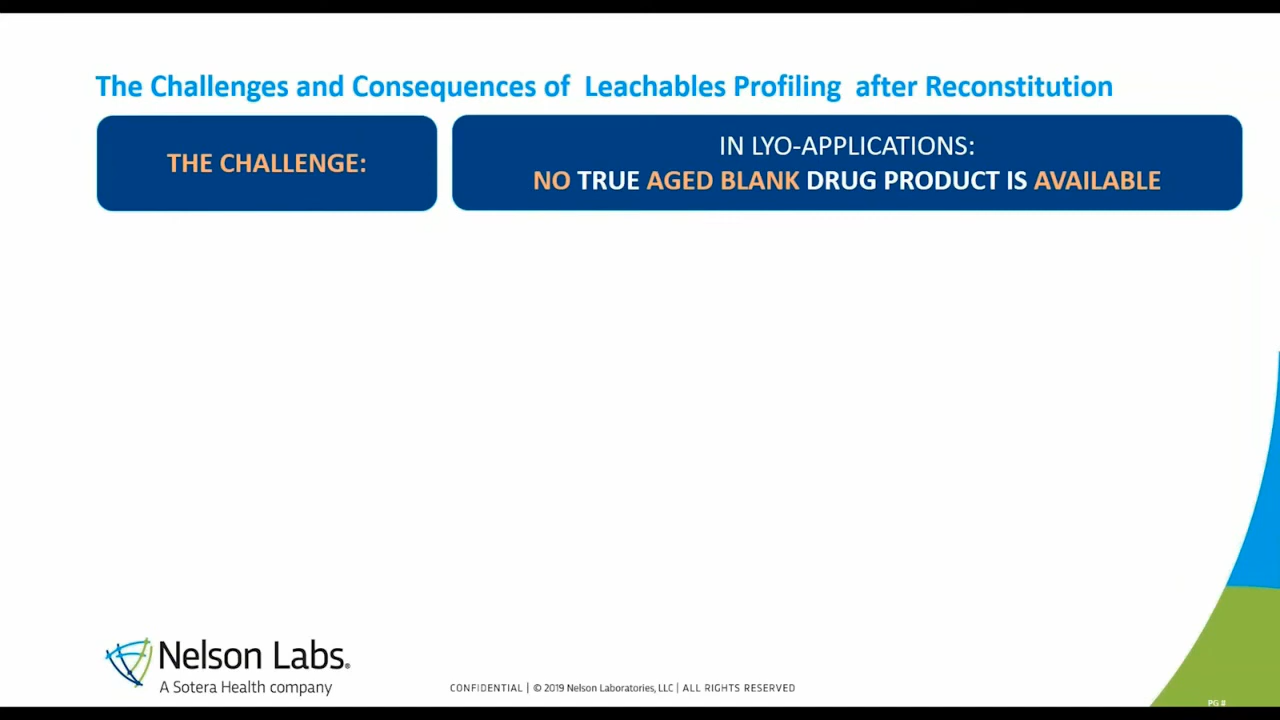 The Challenges and Consequences of Leachables Profiling after Reconstitution
THE CHALLENGE:
IN LYO-APPLICATIONS:
NO TRUE AGED BLANK DRUG PRODUCT IS AVAILABLE
Nelson Labs®
A Sotera Health company
CONFIDENTIAL | © 2019 Nelson Laboratories, LLC | ALL RIGHTS RESERVED
PG #